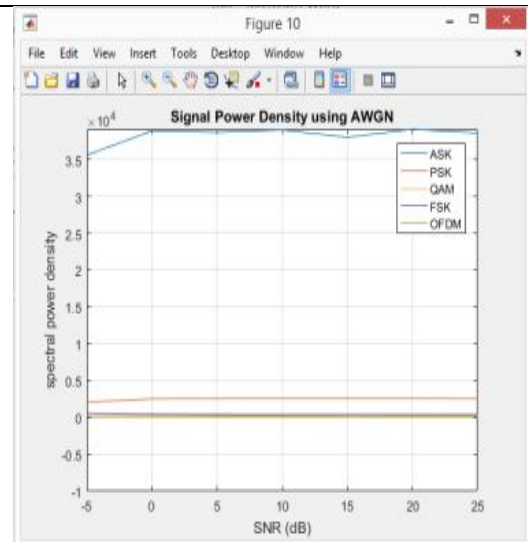 Figure 10
File Edit View Insert Tools Desktop Window Help
×10⁴
Signal Power Density using AWGN
3.5
3
2.5
2
1.5
1
0.5
0
-0.5
-1
spectral power density
-5 0 5 10 15 20 25
SNR (dB)
ASK
PSK
QAM
FSK
OFDM